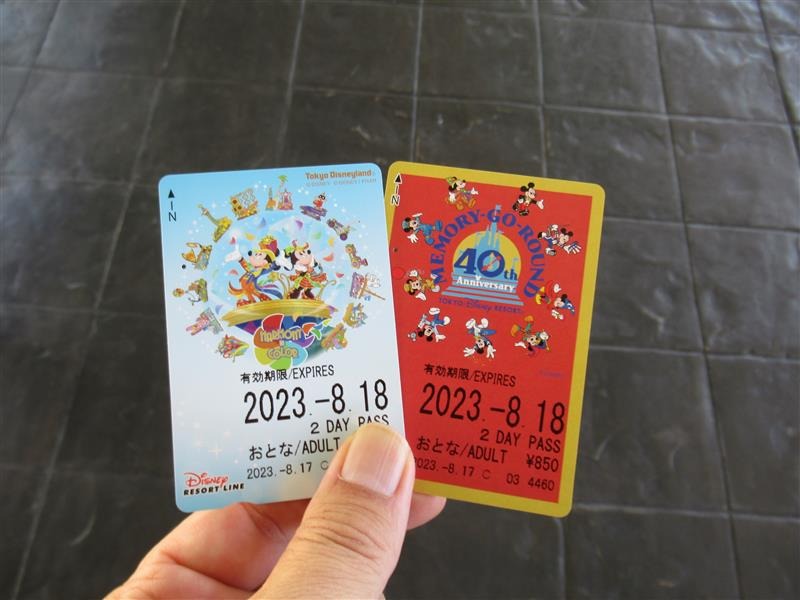 IN
Tokyo Disneyland®
©DISNEY ©DISNEY/PIXAR
Harmony in Color
有効期限/EXPIRES
2023.-8.18
2 DAY PASS
おとな/ADULT
2023.-8.17 C
Disney
RESORT LINE
IN
MEMORY-GO-ROUND
40th
Anniversary
TOKYO Disney RESORT®
有効期限/EXPIRES
2023.-8.18
2 DAY PASS
おとな/ADULT ¥850
2023.-8.17 C 03 4460